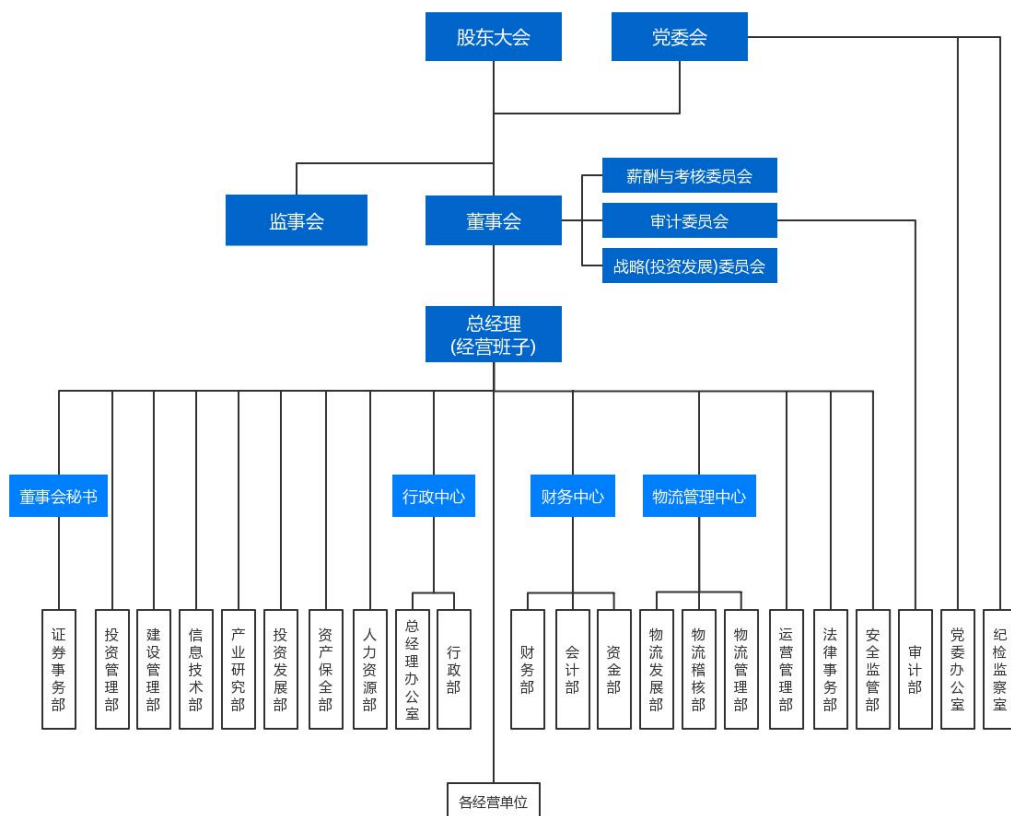 股东大会
党委会
薪酬与考核委员会
监事会
董事会
审计委员会
战略(投资发展)委员会
总经理
(经营班子)
董事会秘书
行政中心
财务中心
物流管理中心
证券事务部
投资管理部
建设管理部
信息技术部
产业研究部
投资发展部
资产保全部
人力资源部
总经理办公室
行政部
财务部
会计部
资金部
物流发展部
物流稽核部
物流管理部
运营管理部
法律事务部
安全监管部
审计部
党委办公室
纪检监察室
各经营单位